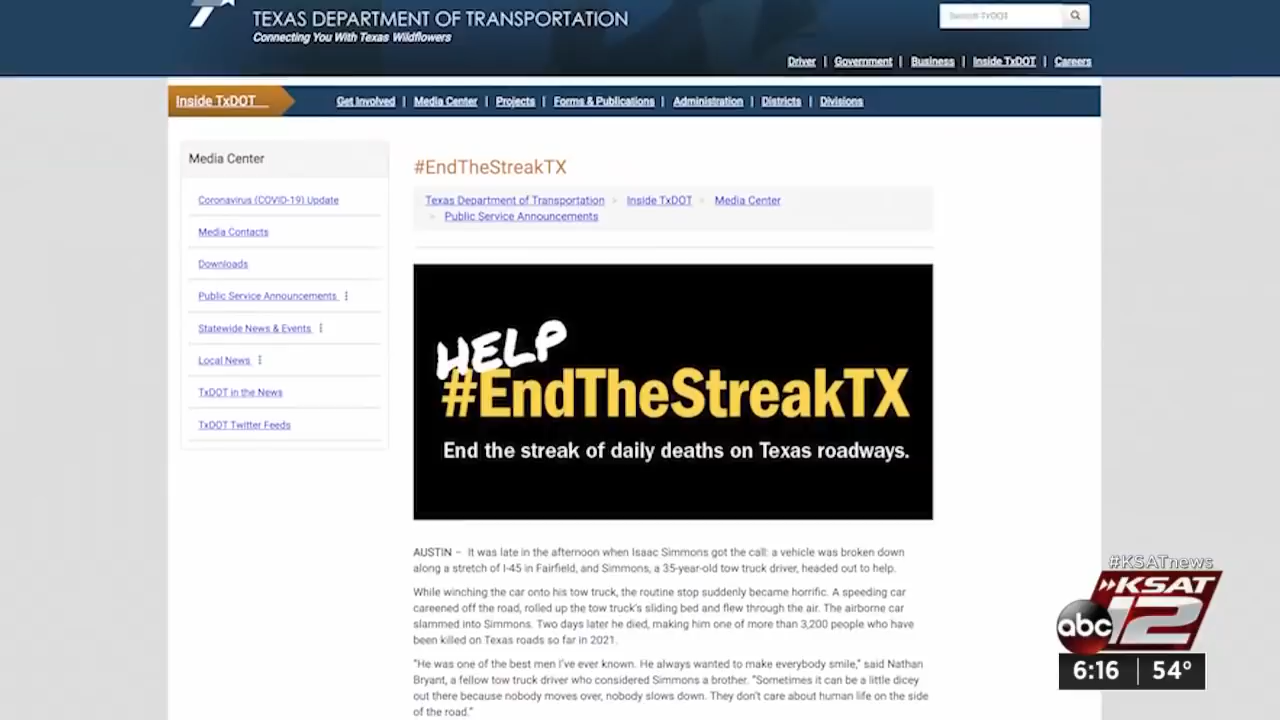 TEXAS DEPARTMENT OF TRANSPORTATION
Connecting You With Texas Wildflowers
Search TxDOT
Driver | Government | Business | Inside TxDOT | Careers
Inside TxDOT
Get Involved | Media Center | Projects | Forms & Publications | Administration | Districts | Divisions
Media Center
Coronavirus (COVID-19) Update
Media Contacts
Downloads
Public Service Announcements
Statewide News & Events
Local News
TxDOT in the News
TxDOT Twitter Feeds
#EndTheStreakTX
Texas Department of Transportation Inside TxDOT Media Center
Public Service Announcements
HELP
#EndTheStreakTX
End the streak of daily deaths on Texas roadways.
AUSTIN – It was late in the afternoon when Isaac Simmons got the call: a vehicle was broken down
along a stretch of I-45 in Fairfield, and Simmons, a 35-year-old tow truck driver, headed out to help.
While winching the car onto his tow truck, the routine stop suddenly became horrific. A speeding car
careened off the road, rolled up the tow truck's sliding bed and flew through the air. The airborne car
slammed into Simmons. Two days later he died, making him one of more than 3,200 people who have
been killed on Texas roads so far in 2021.
"He was one of the best men I've ever known. He always wanted to make everybody smile," said Nathan
Bryant, a fellow tow truck driver who considered Simmons a brother. "Sometimes it can be a little dicey
out there because nobody moves over, nobody slows down. They don't care about human life on the side
of the road."
#KSATnews
KSAT
abc 12
6:16 | 54°